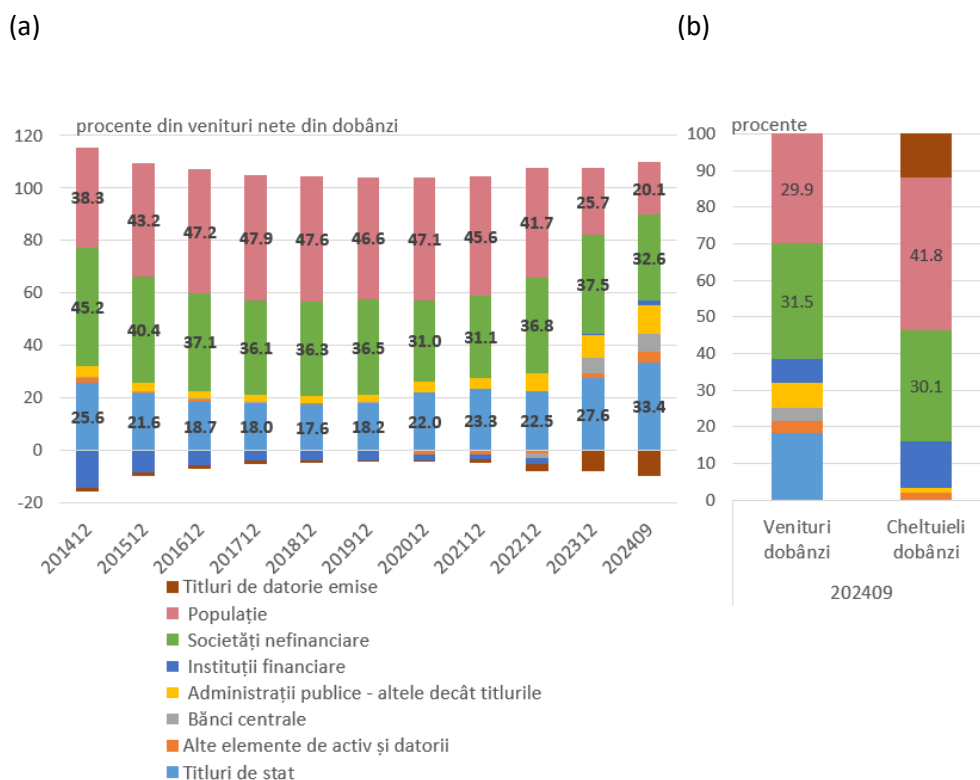 (a)
(b)
procente din venituri nete din dobânzi
120
100
80
60
40
20
0
-20
38.3 43.2 47.2 47.9 47.6 46.6 47.1 45.6 41.7 25.7 20.1
45.2 40.4 37.1 36.1 36.3 36.5 31.0 31.1 36.8 37.5 32.6
25.6 21.6 18.7 18.0 17.6 18.2 22.0 23.3 22.5 27.6 33.4
201412 201512 201612 201712 201812 201912 202012 202112 202212 202312 202409
procente
100
90
80
70
60
50
40
30
20
10
0
29.9 41.8
31.5 30.1
Venituri dobânzi
Cheltuieli dobânzi
202409
Titluri de datorie emise
Populație
Societăți nefinanciare
Instituții financiare
Administrații publice - altele decât titlurile
Bănci centrale
Alte elemente de activ și datorii
Titluri de stat